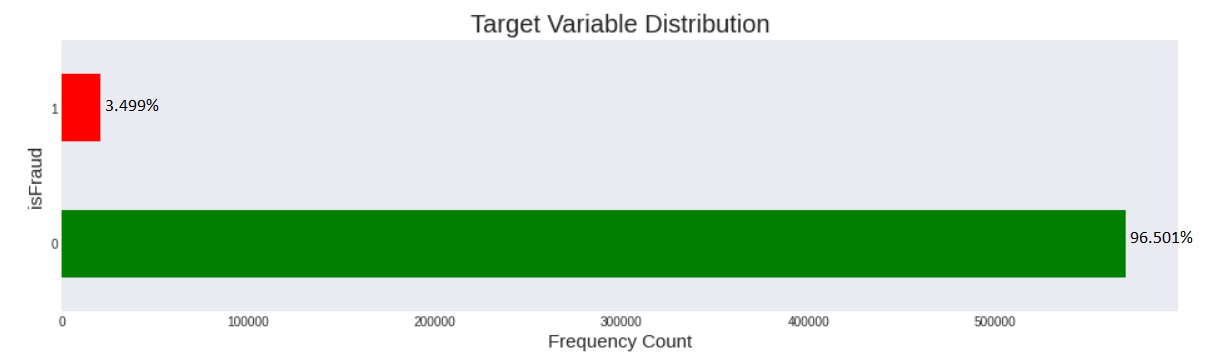 Target Variable Distribution
1
3.499%
isFraud
0
96.501%
0 100000 200000 300000 400000 500000
Frequency Count